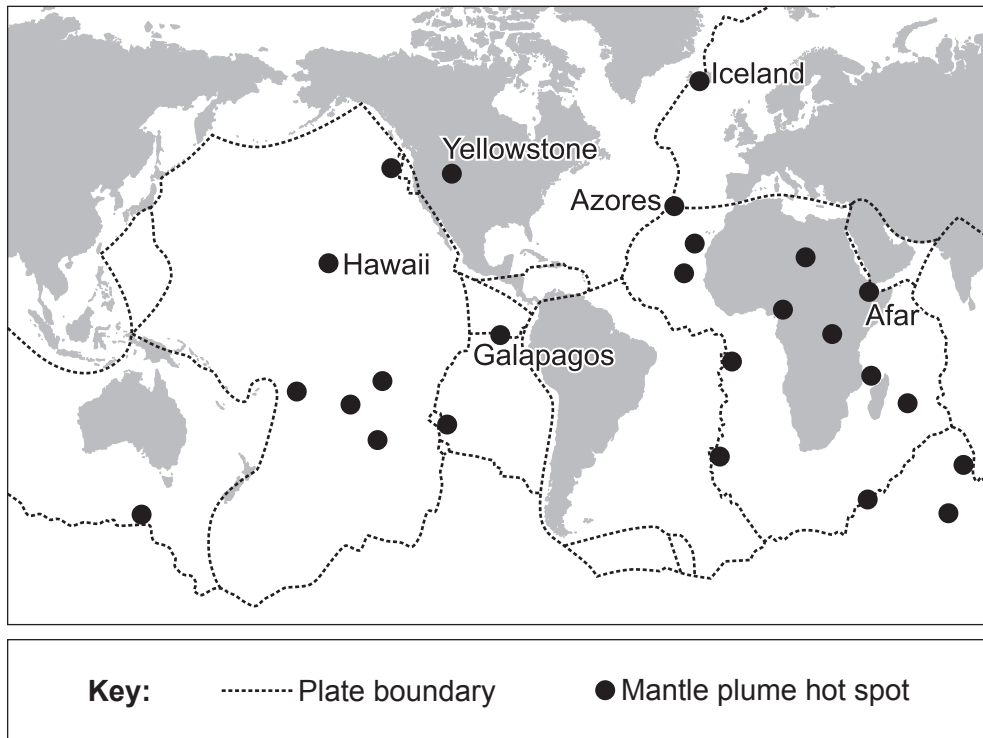 Iceland
Yellowstone
Azores
Hawaii
Afar
Galapagos
Key: Plate boundary Mantle plume hot spot